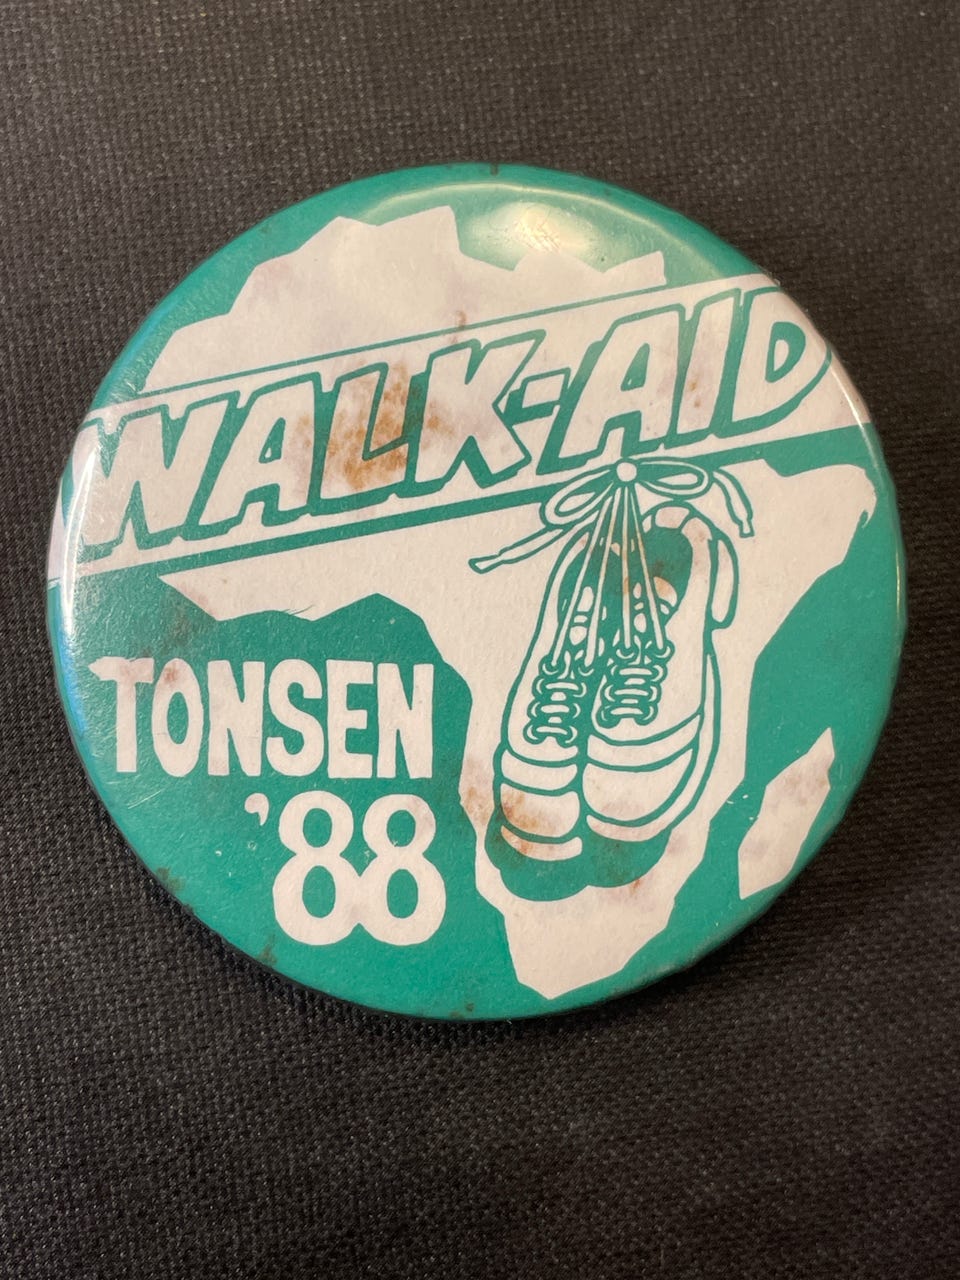 WALK-AID
TONSEN
'88